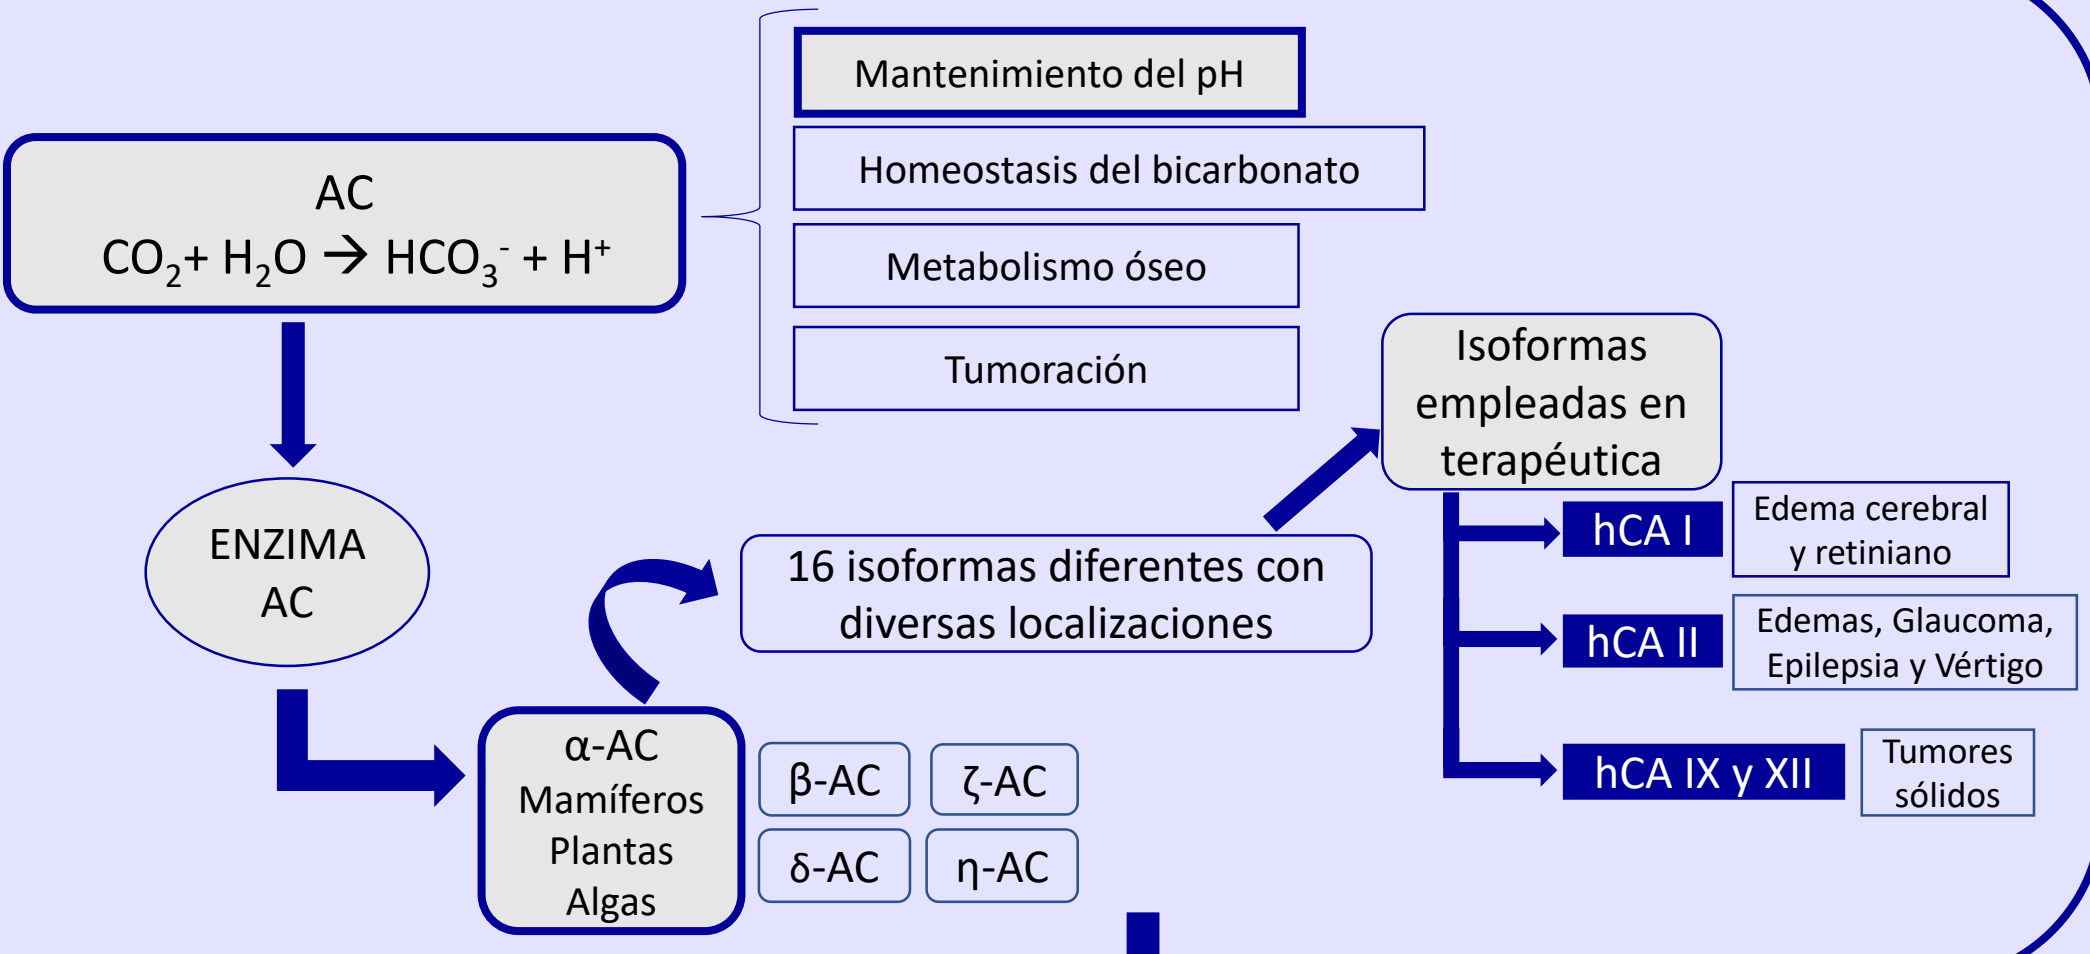 AC
CO₂+ H₂O → HCO₃⁻ + H⁺
Mantenimiento del pH
Homeostasis del bicarbonato
Metabolismo óseo
Tumoración
ENZIMA
AC
α-AC
Mamíferos
Plantas
Algas
β-AC
ζ-AC
δ-AC
η-AC
16 isoformas diferentes con
diversas localizaciones
Isoformas
empleadas en
terapéutica
hCA I
Edema cerebral
y retiniano
hCA II
Edemas, Glaucoma,
Epilepsia y Vértigo
hCA IX y XII
Tumores
sólidos